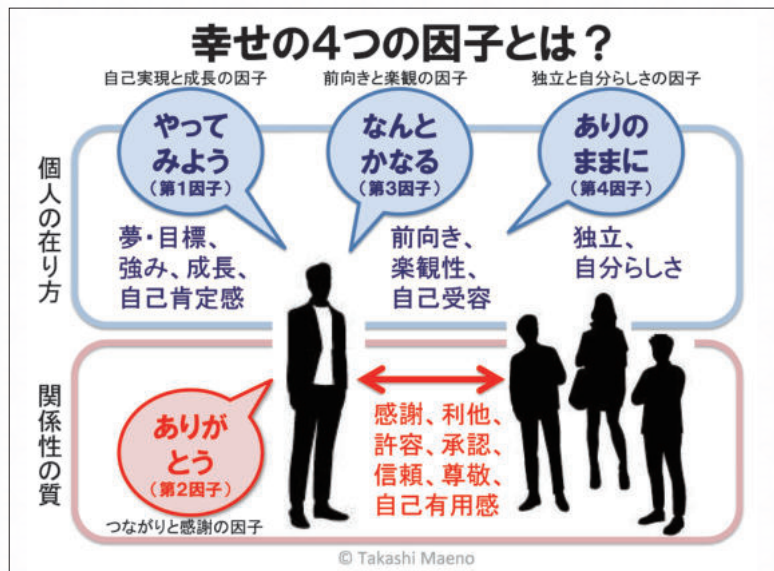 幸せの4つの因子とは？
自己実現と成長の因子
前向きと楽観の因子
独立と自分らしさの因子
個人の在り方
やって
みよう
(第1因子)
なんと
かなる
(第3因子)
ありの
ままに
(第4因子)
夢・目標、
強み、成長、
自己肯定感
前向き、
楽観性、
自己受容
独立、
自分らしさ
関係性の質
ありが
とう
(第2因子)
つながりと感謝の因子
感謝、利他、
許容、承認、
信頼、尊敬、
自己有用感
© Takashi Maeno